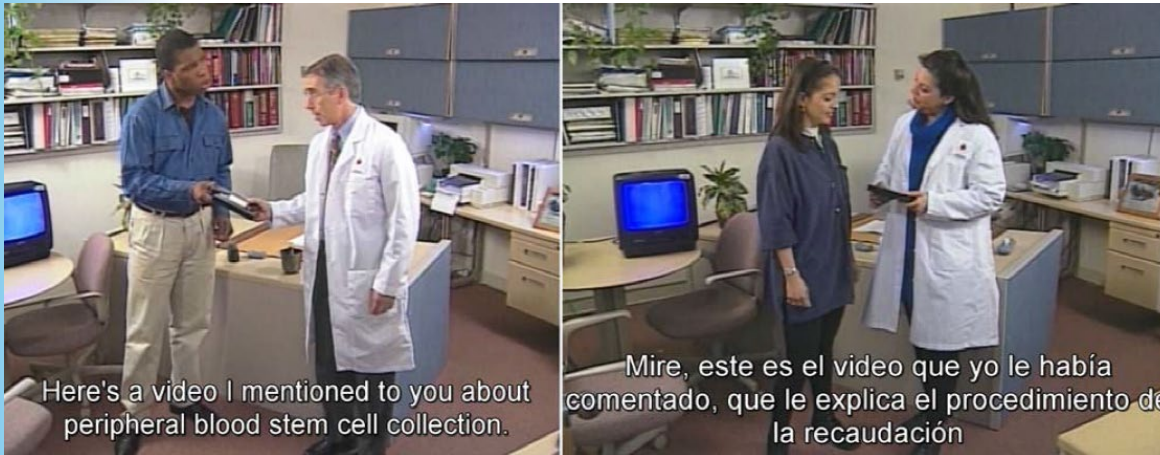 Here's a video I mentioned to you about
peripheral blood stem cell collection.
Mire, este es el video que yo le había
comentado, que le explica el procedimiento de
la recaudación